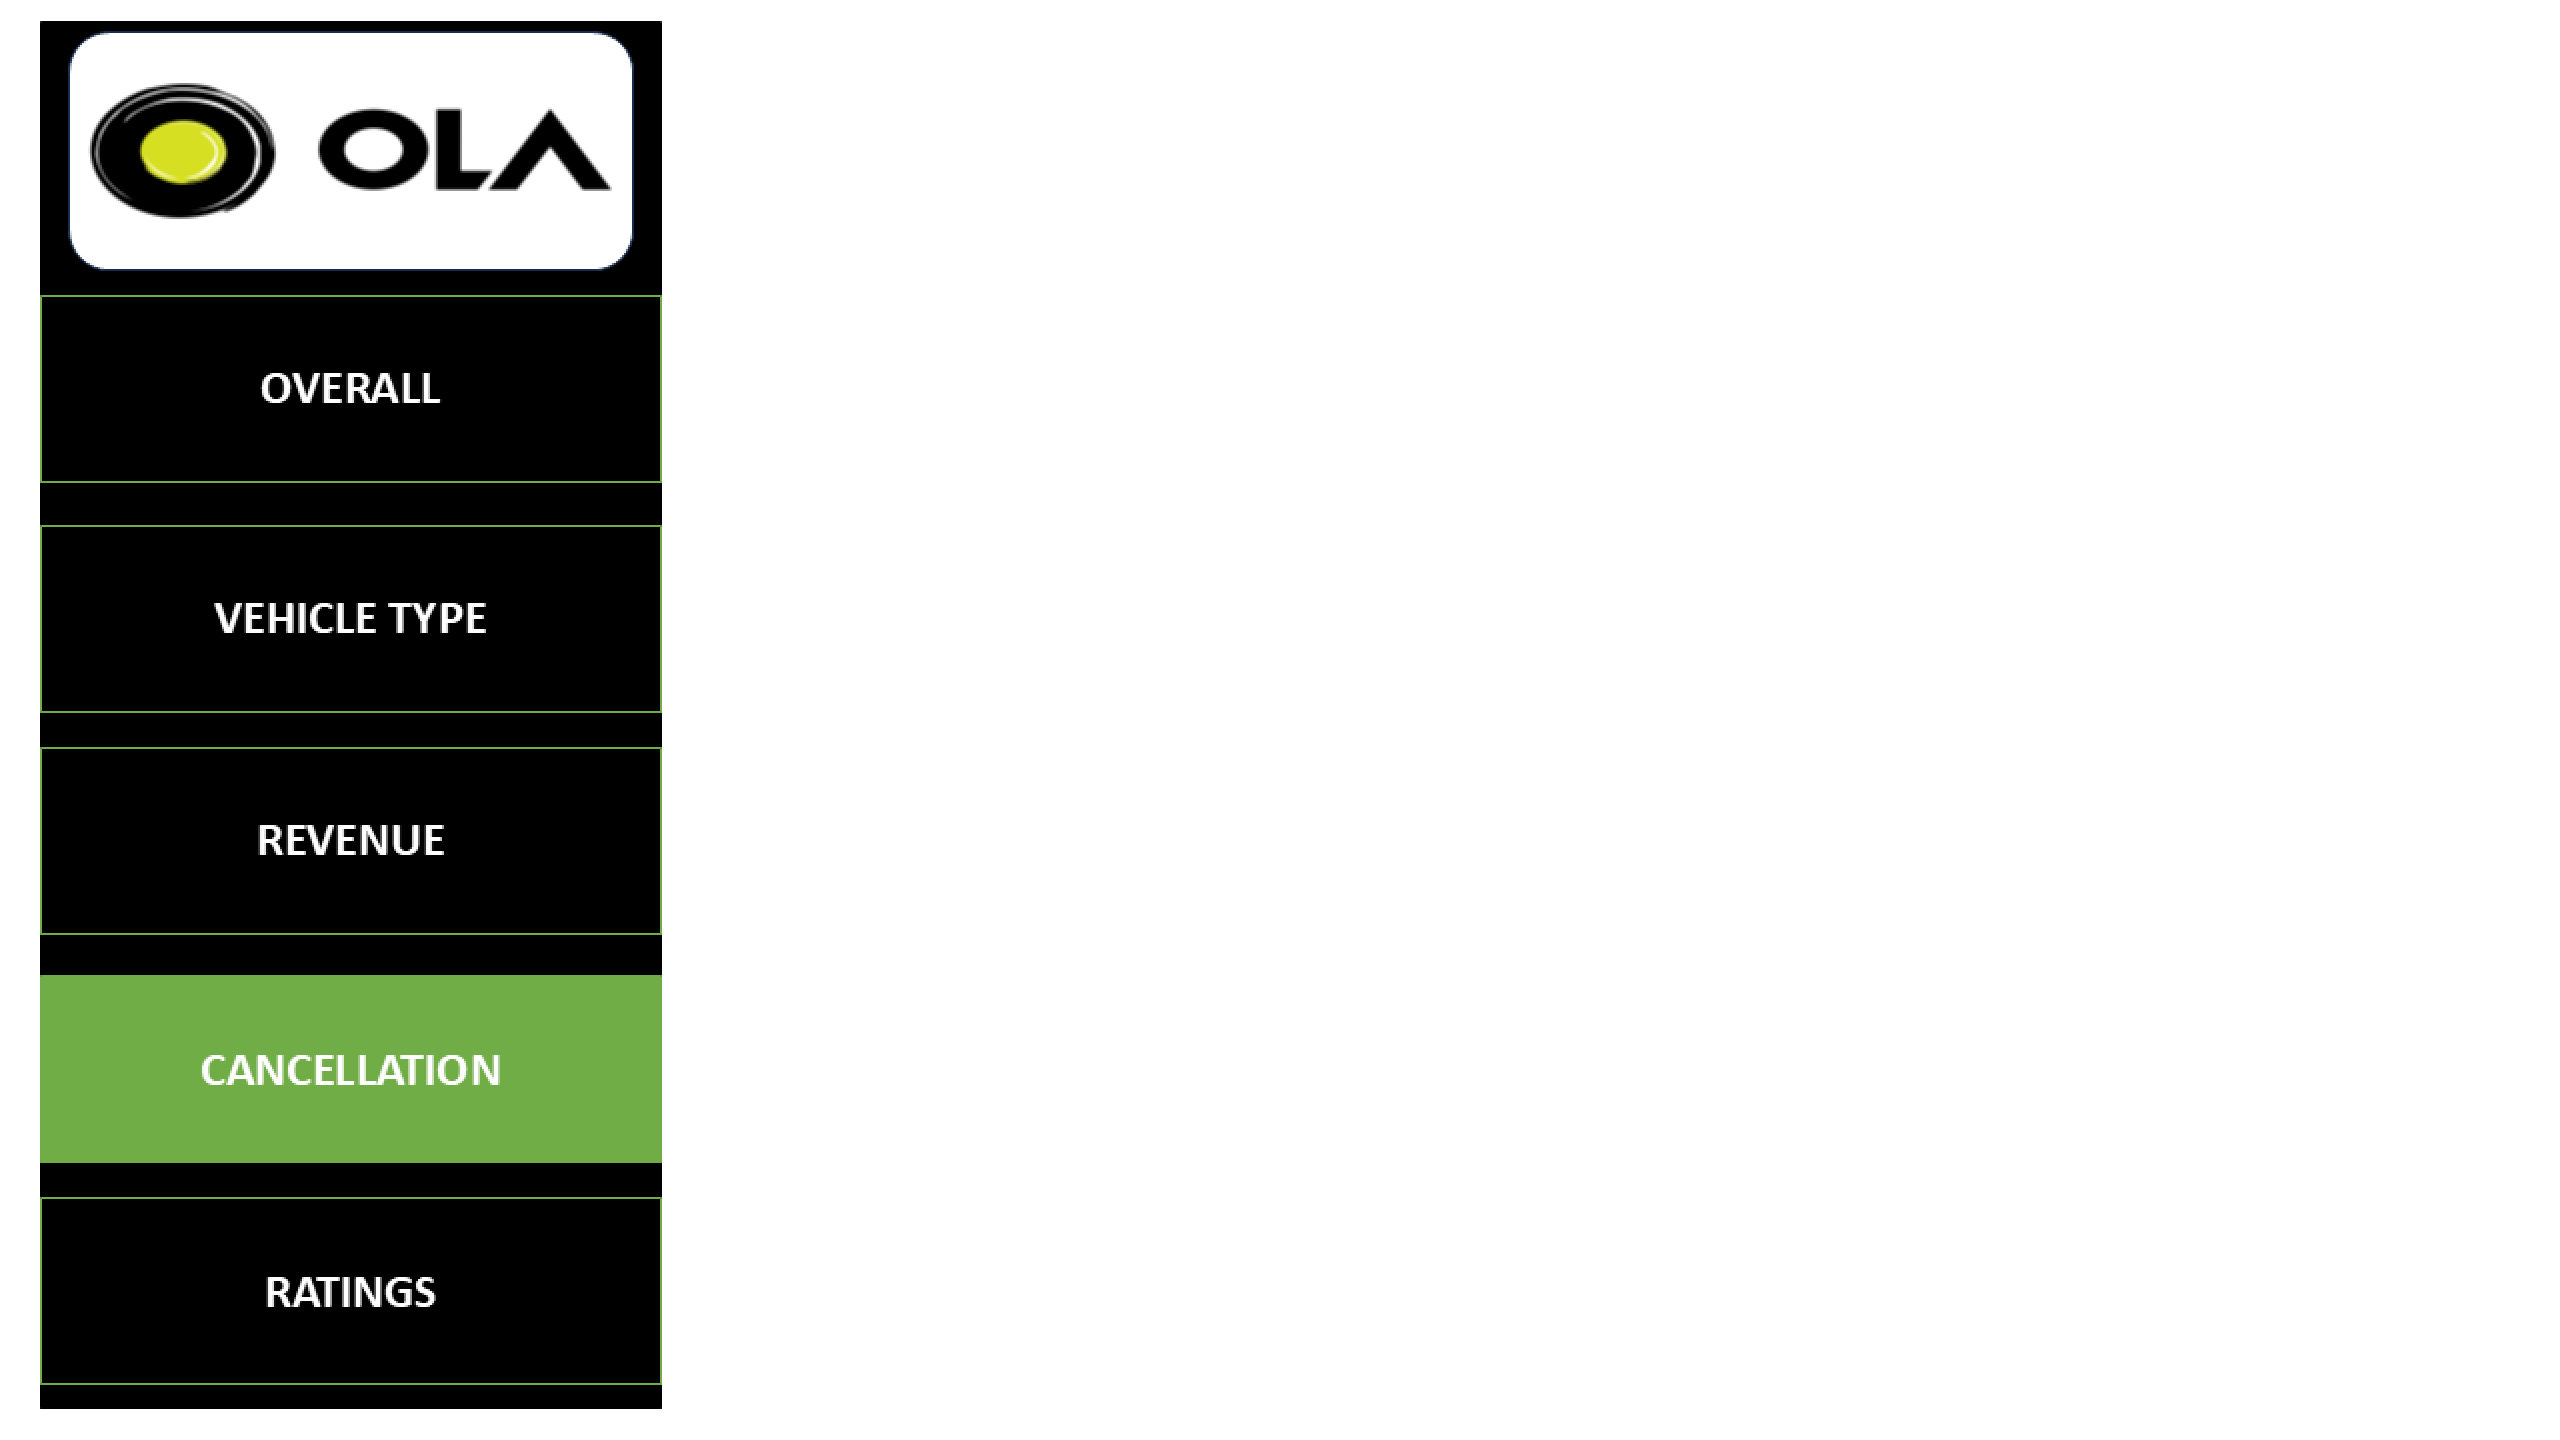 OLA
OVERALL
VEHICLE TYPE
REVENUE
CANCELLATION
RATINGS